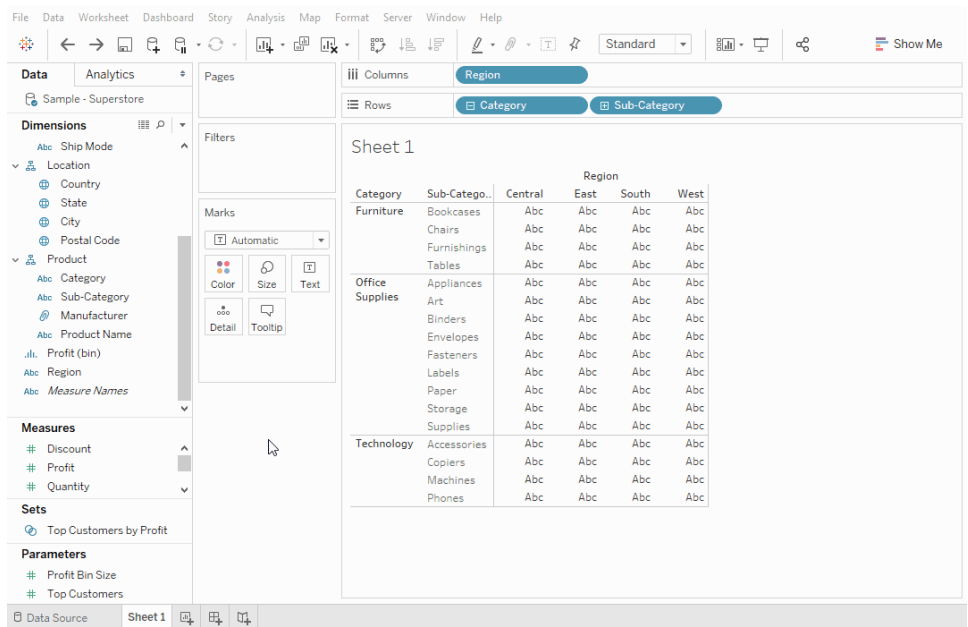 File Data Worksheet Dashboard Story Analysis Map Format Server Window Help
Standard Show Me
Data Analytics
Sample - Superstore
Dimensions
Abc Ship Mode
Location
Country
State
City
Postal Code
Product
Abc Category
Abc Sub-Category
Manufacturer
Abc Product Name
Profit (bin)
Abc Region
Abc Measure Names
Measures
# Discount
# Profit
# Quantity
Sets
Top Customers by Profit
Parameters
# Profit Bin Size
# Top Customers
Pages
Filters
Marks
T Automatic
Color Size Text
Detail Tooltip
iii Columns Region
Rows Category Sub-Category
Sheet 1
Region
Category Sub-Catego.. Central East South West
Furniture Bookcases Abc Abc Abc Abc
Chairs Abc Abc Abc Abc
Furnishings Abc Abc Abc Abc
Tables Abc Abc Abc Abc
Office Appliances Abc Abc Abc Abc
Supplies Art Abc Abc Abc Abc
Binders Abc Abc Abc Abc
Envelopes Abc Abc Abc Abc
Fasteners Abc Abc Abc Abc
Labels Abc Abc Abc Abc
Paper Abc Abc Abc Abc
Storage Abc Abc Abc Abc
Supplies Abc Abc Abc Abc
Technology Accessories Abc Abc Abc Abc
Copiers Abc Abc Abc Abc
Machines Abc Abc Abc Abc
Phones Abc Abc Abc Abc
Data Source Sheet 1